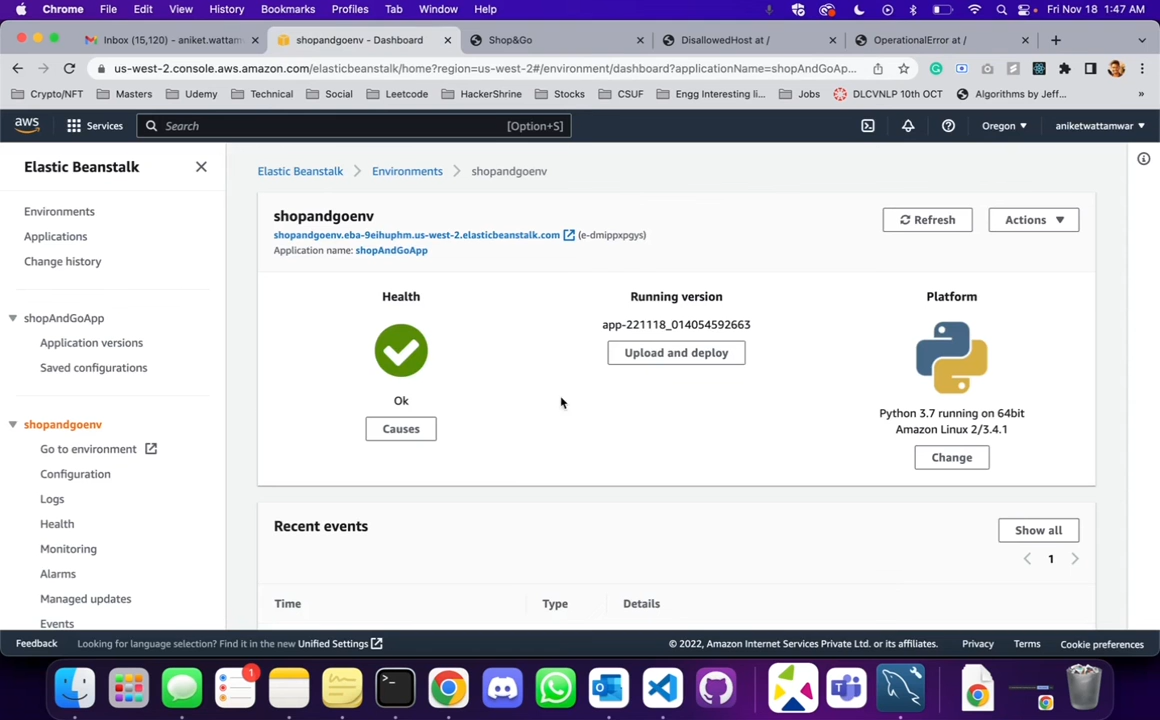 Chrome File Edit View History Bookmarks Profiles Tab Window Help Fri Nov 18 1:47 AM
Inbox (15,120) - aniket.wattam shopandgoenv - Dashboard Shop&Go DisallowedHost at / OperationalError at /
us-west-2.console.aws.amazon.com/elasticbeanstalk/home?region=us-west-2#/environment/dashboard?applicationName=shopAndGoAp...
Crypto/NFT Masters Udemy Technical Social Leetcode HackerShrine Stocks CSUF Engg Interesting li... Jobs DLCVNLP 10th OCT Algorithms by Jeff... »
aws Services Search [Option+S] Oregon aniketwattamwar
Elastic Beanstalk
Environments
Applications
Change history
shopAndGoApp
Application versions
Saved configurations
shopandgoenv
Go to environment
Configuration
Logs
Health
Monitoring
Alarms
Managed updates
Events
Elastic Beanstalk Environments shopandgoenv
shopandgoenv
Refresh Actions
shopandgoenv.eba-9eihuphm.us-west-2.elasticbeanstalk.com (e-dmippxpgys)
Application name: shopAndGoApp
Health
Ok
Causes
Running version
app-221118_014054592663
Upload and deploy
Platform
Python 3.7 running on 64bit
Amazon Linux 2/3.4.1
Change
Recent events
Show all
1
Time Type Details
Feedback Looking for language selection? Find it in the new Unified Settings © 2022, Amazon Internet Services Private Ltd. or its affiliates. Privacy Terms Cookie preferences
1